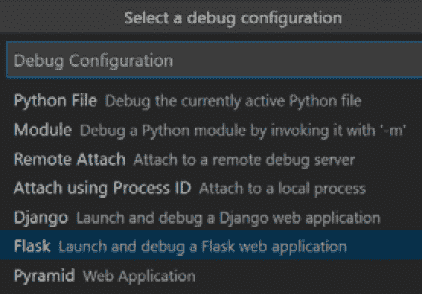 Select a debug configuration
Debug Configuration
Python File Debug the currently active Python file
Module Debug a Python module by invoking it with '-m'
Remote Attach Attach to a remote debug server
Attach using Process ID Attach to a local process
Django Launch and debug a Django web application
Flask Launch and debug a Flask web application
Pyramid Web Application